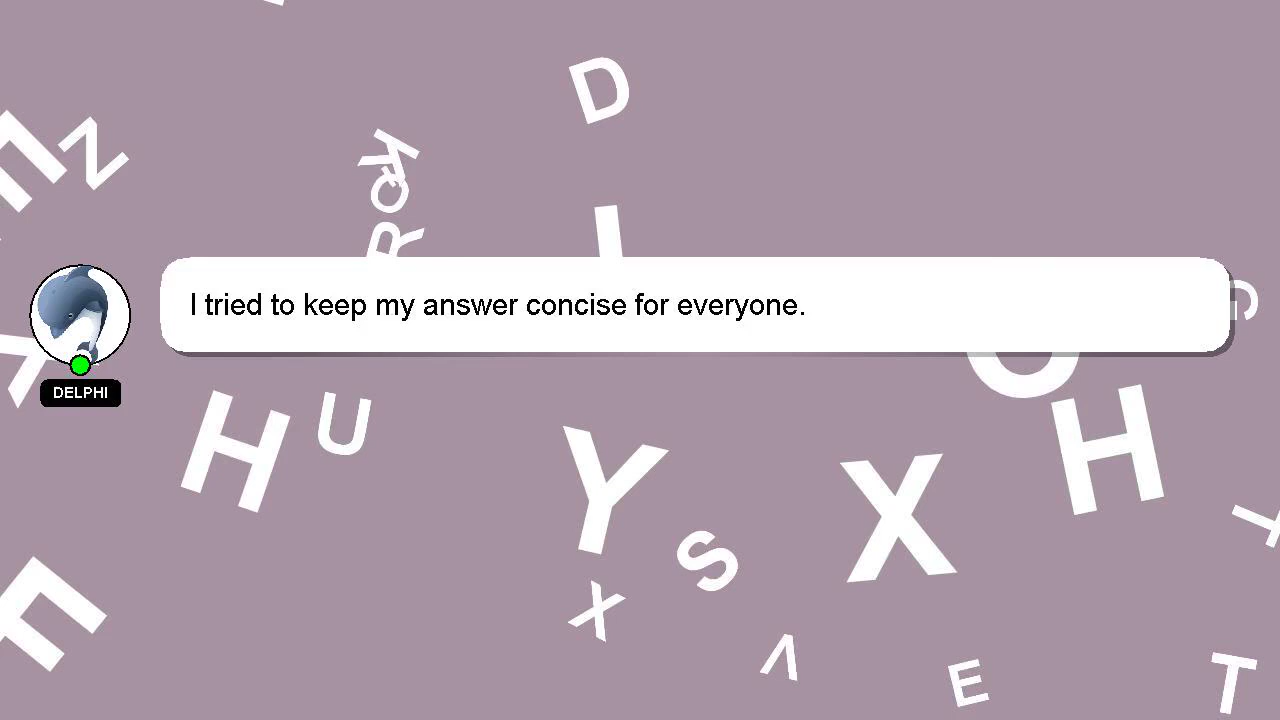 D
Z
K
O
R
I
I tried to keep my answer concise for everyone.
DELPHI
H
U
Y
X
H
S
X
V
E
T